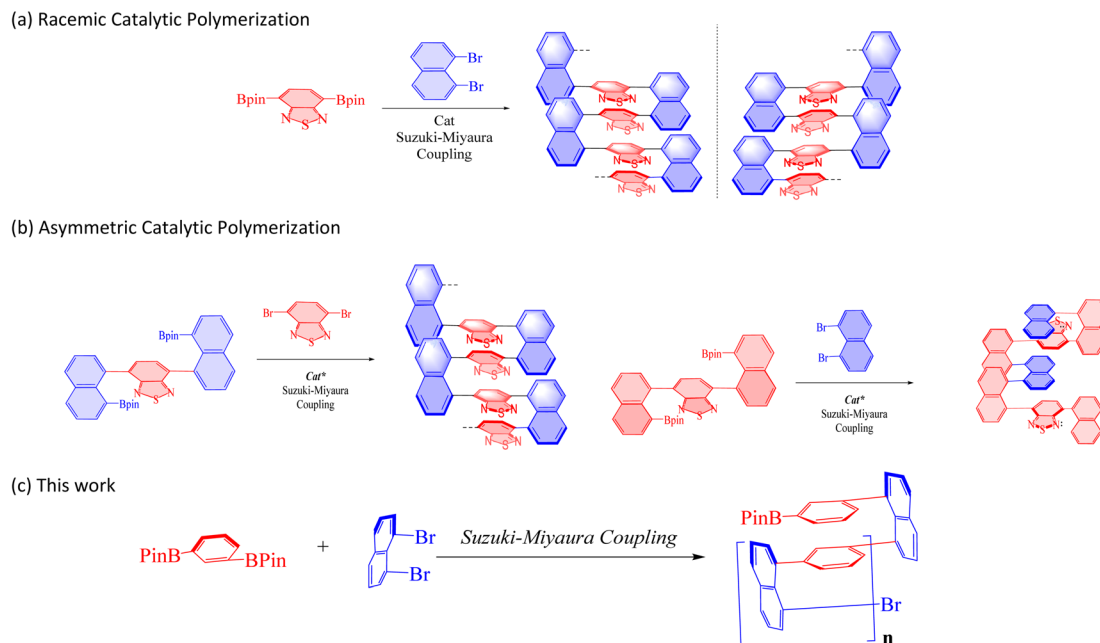 (a) Racemic Catalytic Polymerization
Br
Br
Bpin
Bpin
N
S
N
Cat
Suzuki-Miyaura
Coupling
N
S
N
N
S
N
N
S
N
N
S
N
N
S
N
N
S
N
N
S
N
N
S
N
(b) Asymmetric Catalytic Polymerization
Bpin
N
S
N
Bpin
Br
Br
N
S
N
Cat*
Suzuki-Miyaura
Coupling
N
S
N
N
S
N
N
S
N
N
S
N
Bpin
N
S
N
Bpin
Br
Br
Cat*
Suzuki-Miyaura
Coupling
S
N
N
N
S
N:
(c) This work
PinB
BPin
+
Br
Br
Suzuki-Miyaura Coupling
PinB
Br
n